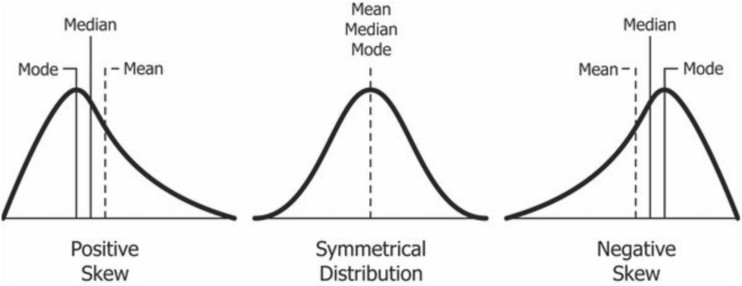 Median
Mode
Mean
Positive
Skew
Mean
Median
Mode
Symmetrical
Distribution
Median
Mean
Mode
Negative
Skew